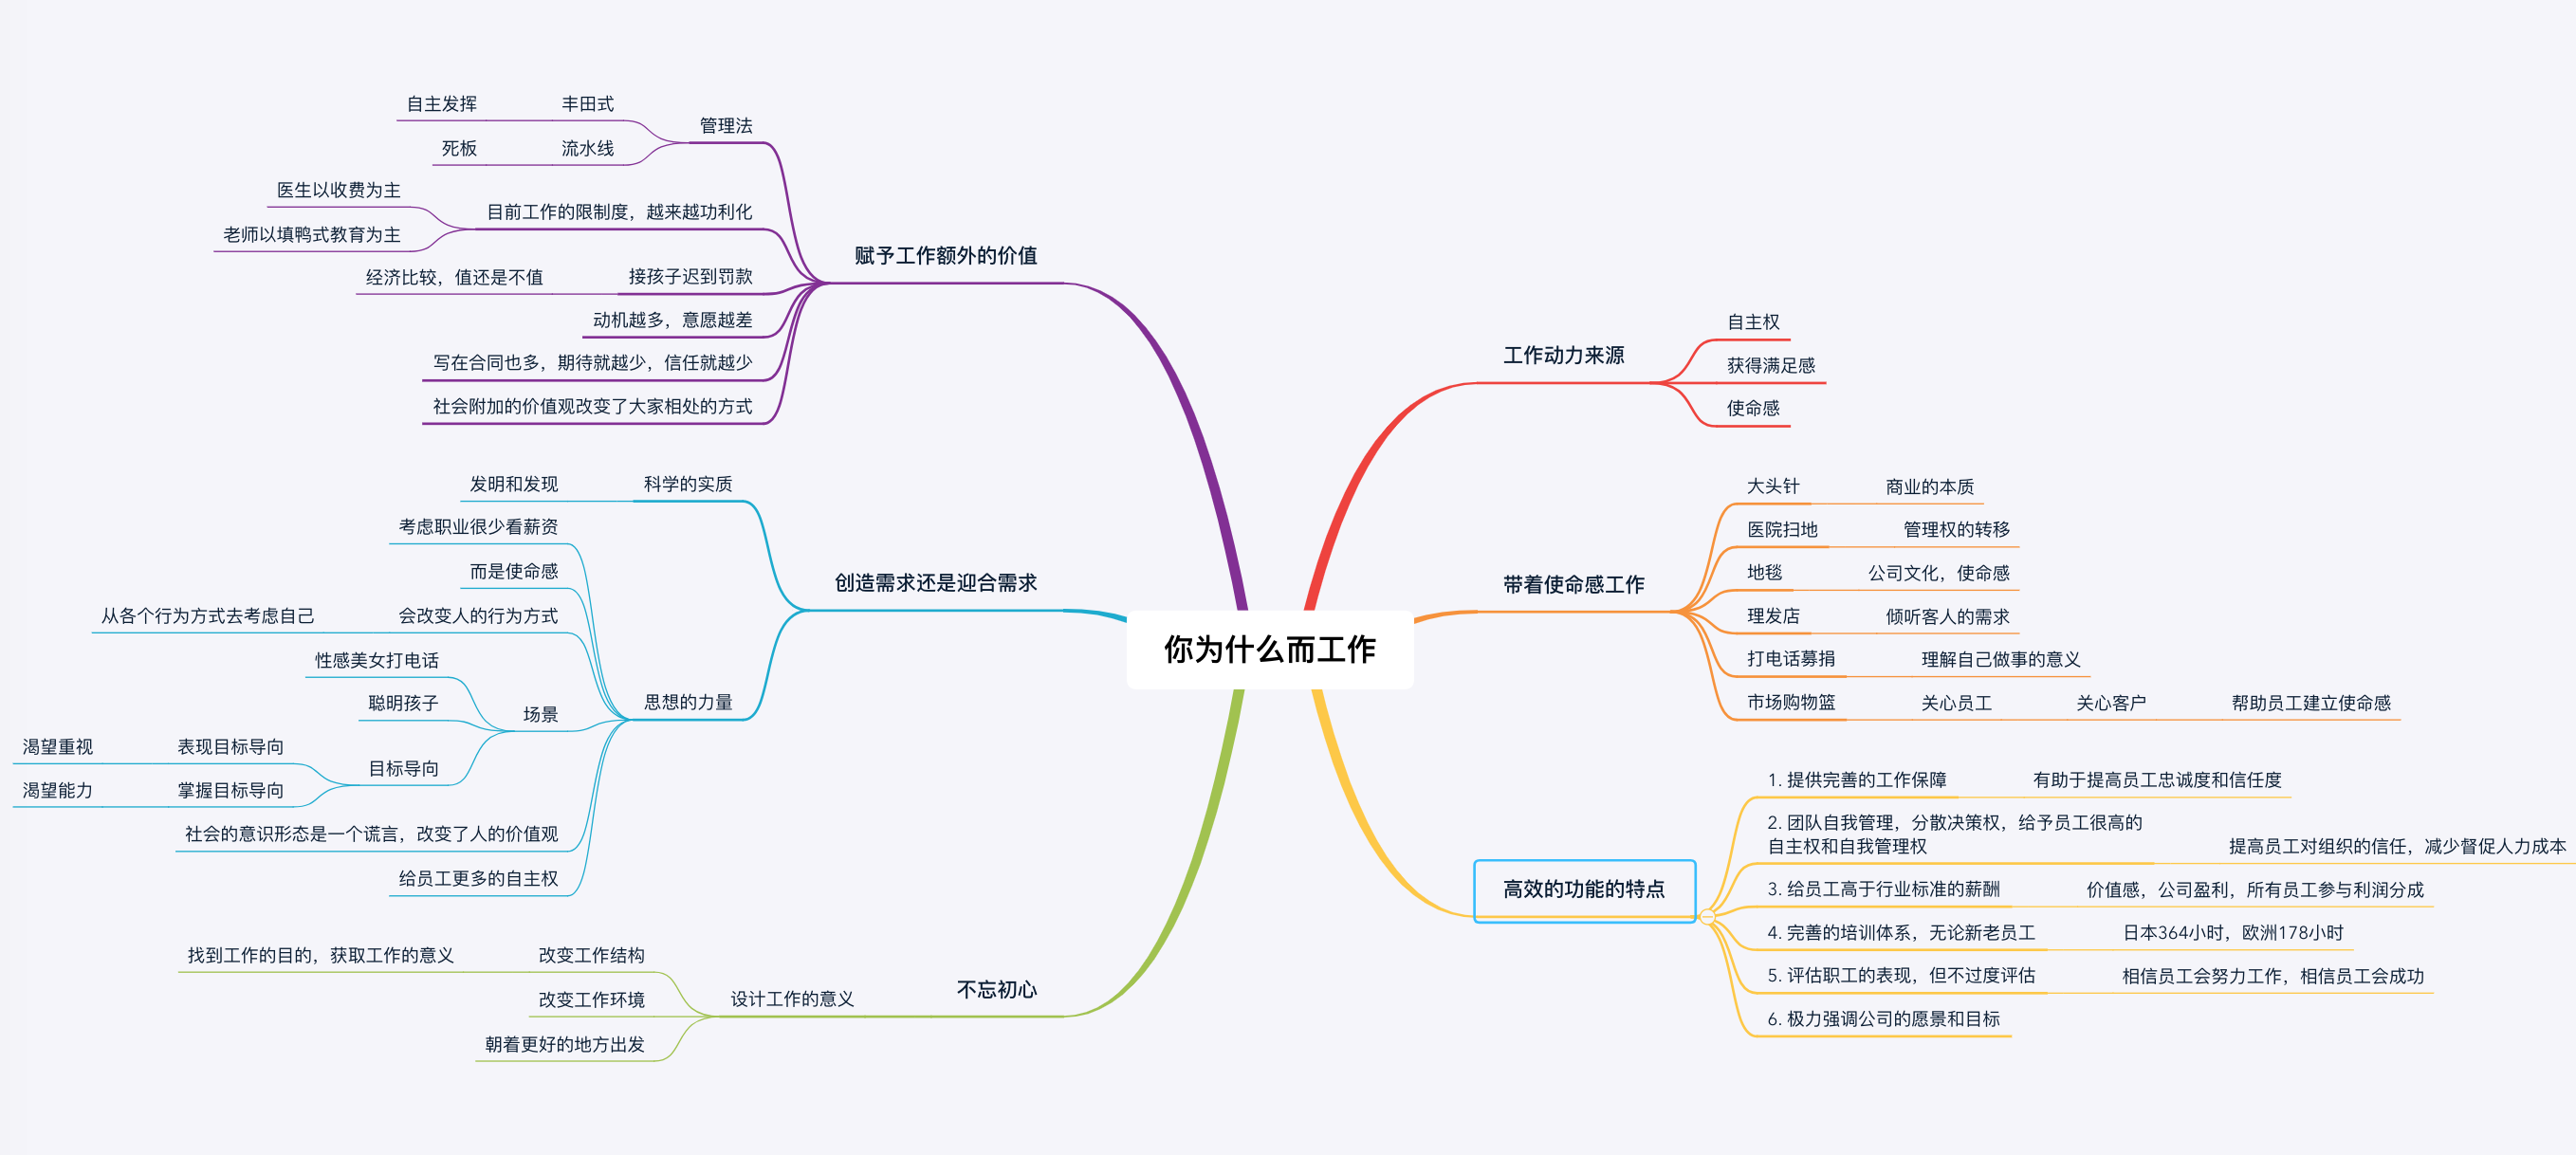 你为什么而工作
工作动力来源
自主权
获得满足感
使命感
带着使命感工作
大头针
商业的本质
医院扫地
管理权的转移
地毯
公司文化，使命感
理发店
倾听客人的需求
打电话募捐
理解自己做事的意义
市场购物篮
关心员工
关心客户
帮助员工建立使命感
高效的功能的特点
1. 提供完善的工作保障
有助于提高员工忠诚度和信任度
2. 团队自我管理，分散决策权，给予员工很高的
自主权和自我管理权
提高员工对组织的信任，减少督促人力成本
3. 给员工高于行业标准的薪酬
价值感，公司盈利，所有员工参与利润分成
4. 完善的培训体系，无论新老员工
日本364小时，欧洲178小时
5. 评估职工的表现，但不过度评估
相信员工会努力工作，相信员工会成功
6. 极力强调公司的愿景和目标
赋予工作额外的价值
管理法
丰田式
自主发挥
流水线
死板
目前工作的限制度，越来越功利化
医生以收费为主
老师以填鸭式教育为主
接孩子迟到罚款
经济比较，值还是不值
动机越多，意愿越差
写在合同也多，期待就越少，信任就越少
社会附加的价值观改变了大家相处的方式
创造需求还是迎合需求
科学的实质
发明和发现
思想的力量
考虑职业很少看薪资
而是使命感
会改变人的行为方式
从各个行为方式去考虑自己
场景
性感美女打电话
聪明孩子
目标导向
表现目标导向
渴望重视
掌握目标导向
渴望能力
社会的意识形态是一个谎言，改变了人的价值观
给员工更多的自主权
不忘初心
设计工作的意义
改变工作结构
找到工作的目的，获取工作的意义
改变工作环境
朝着更好的地方出发